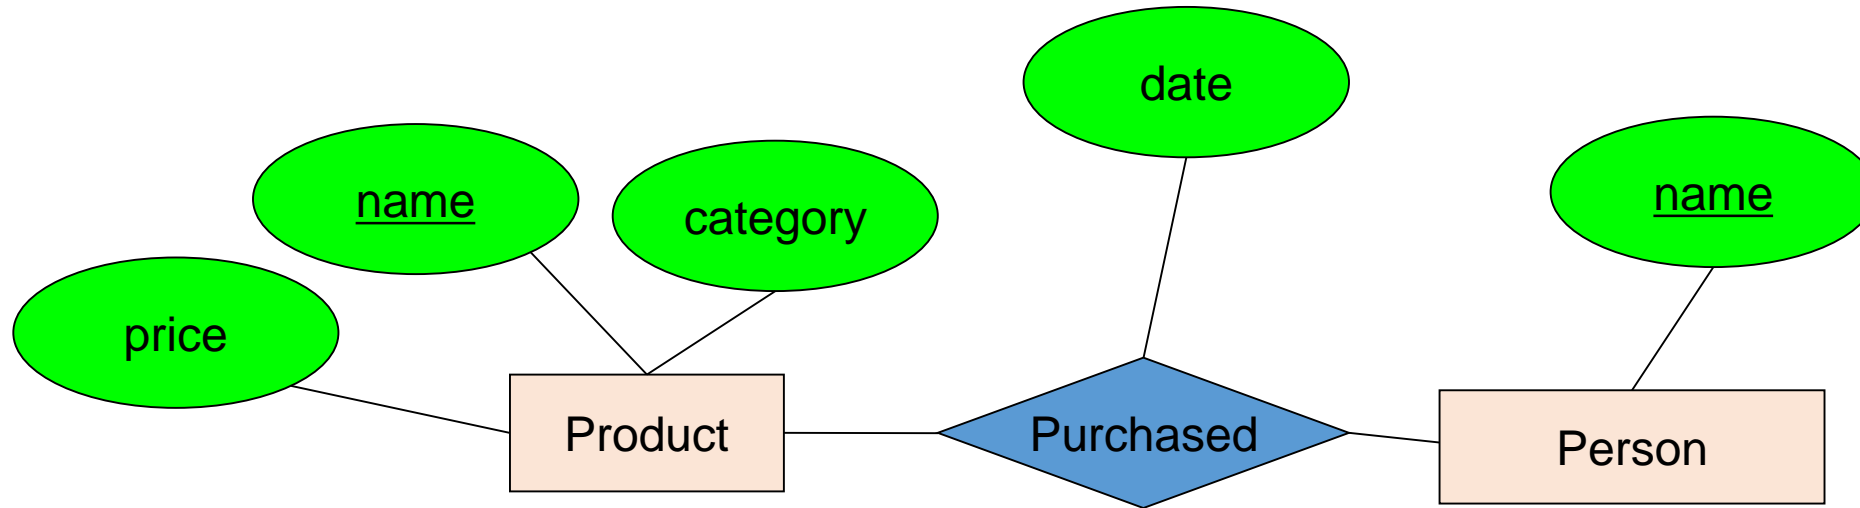 date
name
category
name
price
Product
Purchased
Person